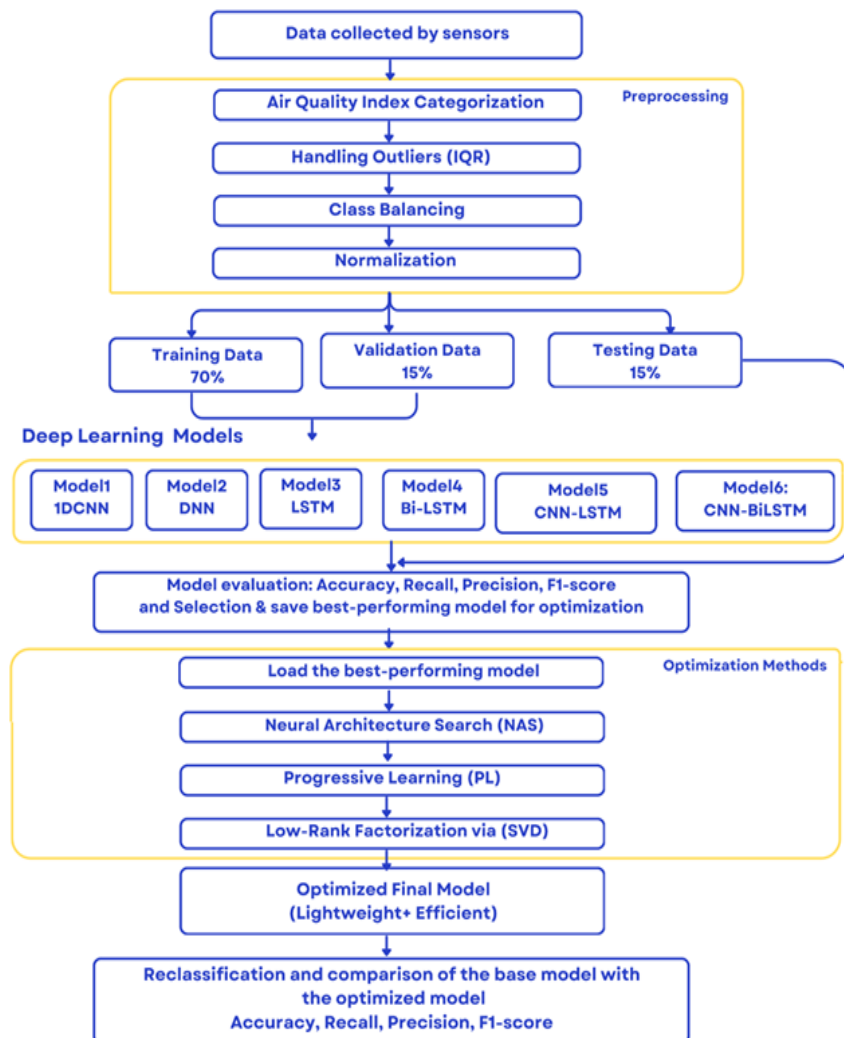 Data collected by sensors
Preprocessing
Air Quality Index Categorization
Handling Outliers (IQR)
Class Balancing
Normalization
Training Data
70%
Validation Data
15%
Testing Data
15%
Deep Learning Models
Model1
1DCNN
Model2
DNN
Model3
LSTM
Model4
Bi-LSTM
Model5
CNN-LSTM
Model6:
CNN-BiLSTM
Model evaluation: Accuracy, Recall, Precision, F1-score
and Selection & save best-performing model for optimization
Optimization Methods
Load the best-performing model
Neural Architecture Search (NAS)
Progressive Learning (PL)
Low-Rank Factorization via (SVD)
Optimized Final Model
(Lightweight+ Efficient)
Reclassification and comparison of the base model with
the optimized model
Accuracy, Recall, Precision, F1-score